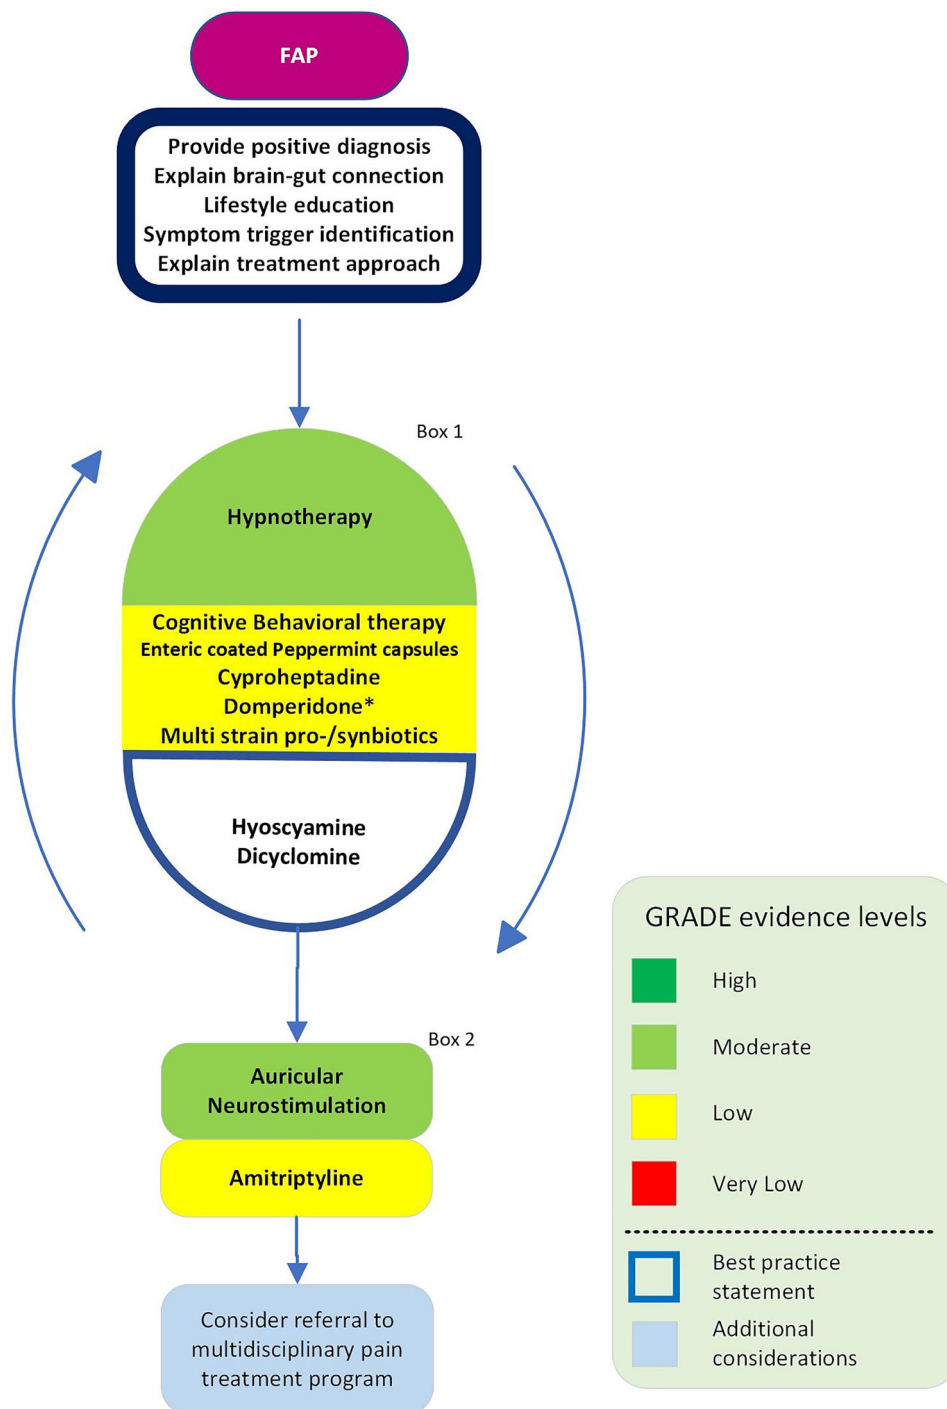 FAP
Provide positive diagnosis
Explain brain-gut connection
Lifestyle education
Symptom trigger identification
Explain treatment approach
Box 1
Hypnotherapy
Cognitive Behavioral therapy
Enteric coated Peppermint capsules
Cyproheptadine
Domperidone*
Multi strain pro-/synbiotics
Hyoscyamine
Dicyclomine
Box 2
Auricular
Neurostimulation
Amitriptyline
Consider referral to
multidisciplinary pain
treatment program
GRADE evidence levels
High
Moderate
Low
Very Low
Best practice
statement
Additional
considerations